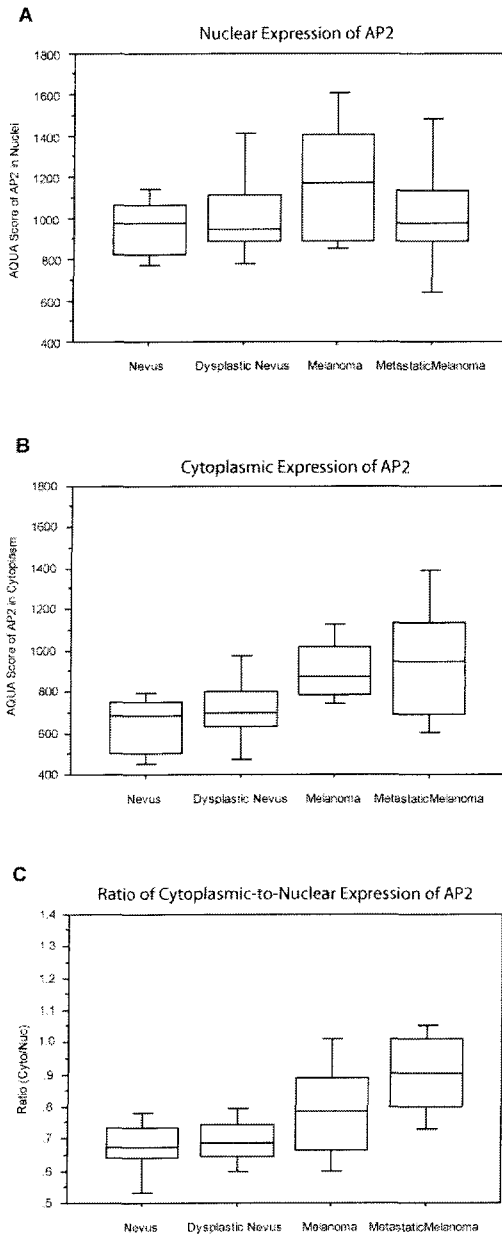 A
Nuclear Expression of AP2
AQUA Score of AP2 in Nuclei
1800
1600
1400
1200
1000
800
600
400
Nevus
Dysplastic Nevus
Melanoma
MetastaticMelanoma
B
Cytoplasmic Expression of AP2
AQUA Score of AP2 in Cytoplasm
1800
1600
1400
1200
1000
800
600
400
Nevus
Dysplastic Nevus
Melanoma
MetastaticMelanoma
C
Ratio of Cytoplasmic-to-Nuclear Expression of AP2
Ratio (Cyto/Nuc)
1.4
1.3
1.2
1.1
1.0
.9
.8
.7
.6
.5
Nevus
Dysplastic Nevus
Melanoma
MetastaticMelanoma